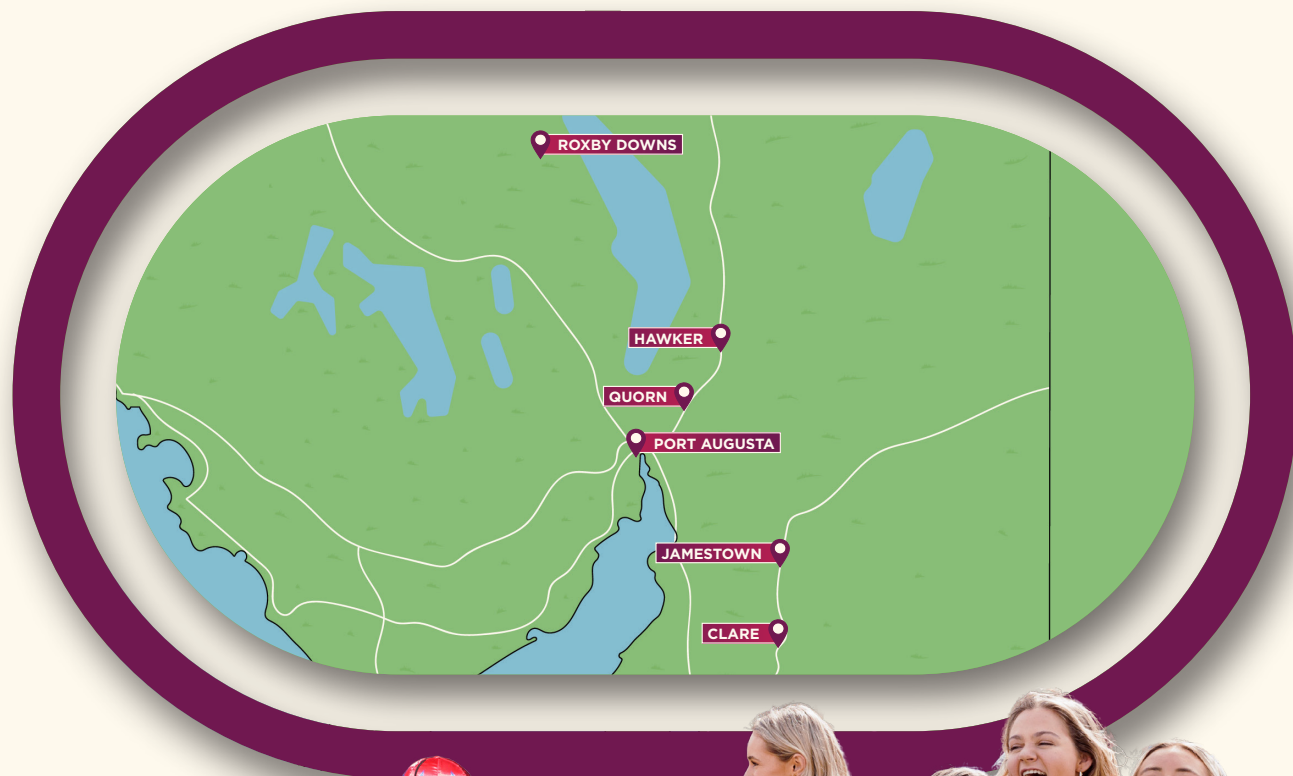 ROXBY DOWNS
HAWKER
QUORN
PORT AUGUSTA
JAMESTOWN
CLARE